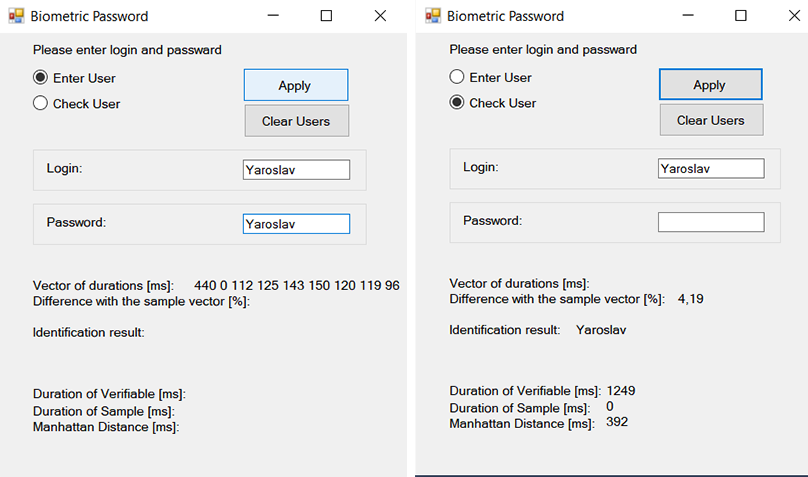 Biometric Password
Please enter login and passward
Enter User
Apply
Check User
Clear Users
Login: Yaroslav
Password: Yaroslav
Vector of durations [ms]: 440 0 112 125 143 150 120 119 96
Difference with the sample vector [%]:
Identification result:
Duration of Verifiable [ms]:
Duration of Sample [ms]:
Manhattan Distance [ms]:
Biometric Password
Please enter login and passward
Enter User
Apply
Check User
Clear Users
Login: Yaroslav
Password:
Vector of durations [ms]:
Difference with the sample vector [%]: 4,19
Identification result: Yaroslav
Duration of Verifiable [ms]: 1249
Duration of Sample [ms]: 0
Manhattan Distance [ms]: 392